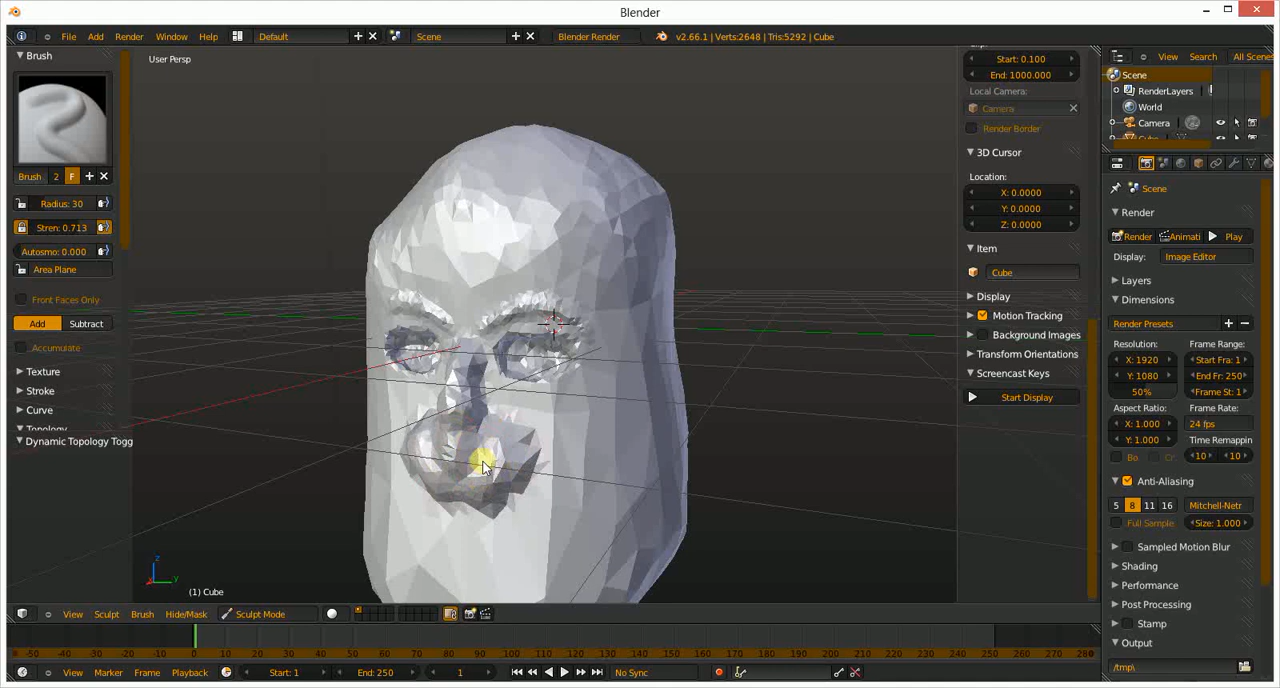 Blender
File Add Render Window Help Default Scene Blender Render v2.66.1 | Verts:2648 | Tris:5292 | Cube
Brush
Brush 2 F
Radius: 30
Stren: 0.713
Autosmo: 0.000
Area Plane
Front Faces Only
Add Subtract
Accumulate
Texture
Stroke
Curve
Topology
Dynamic Topology Togg
User Persp
z
y
x
(1) Cube
Start: 0.100
End: 1000.000
Local Camera:
Camera
Render Border
3D Cursor
Location:
X: 0.0000
Y: 0.0000
Z: 0.0000
Item
Cube
Display
Motion Tracking
Background Images
Transform Orientations
Screencast Keys
Start Display
View Search All Scenes
Scene
RenderLayers
World
Camera
Scene
Render
Render Animati Play
Display: Image Editor
Layers
Dimensions
Render Presets
Resolution: Frame Range:
X: 1920 Start Fra: 1
Y: 1080 End Fr: 250
50% Frame St: 1
Aspect Ratio: Frame Rate:
X: 1.000 24 fps
Y: 1.000 Time Remappin
Bo 10 10
Anti-Aliasing
5 8 11 16 Mitchell-Netr
Full Sample Size: 1.000
Sampled Motion Blur
Shading
Performance
Post Processing
Stamp
Output
/tmp\
View Sculpt Brush Hide/Mask Sculpt Mode
-50 -40 -30 -20 -10 0 10 20 30 40 50 60 70 80 90 100 110 120 130 140 150 160 170 180 190 200 210 220 230 240 250 260 270 280
View Marker Frame Playback Start: 1 End: 250 1 No Sync